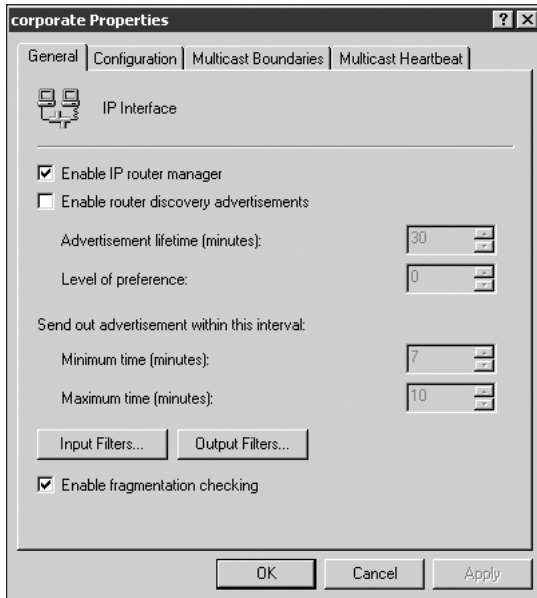 corporate Properties
General Configuration Multicast Boundaries Multicast Heartbeat
IP Interface
Enable IP router manager
Enable router discovery advertisements
Advertisement lifetime (minutes): 30
Level of preference: 0
Send out advertisement within this interval:
Minimum time (minutes): 7
Maximum time (minutes): 10
Input Filters... Output Filters...
Enable fragmentation checking
OK Cancel Apply